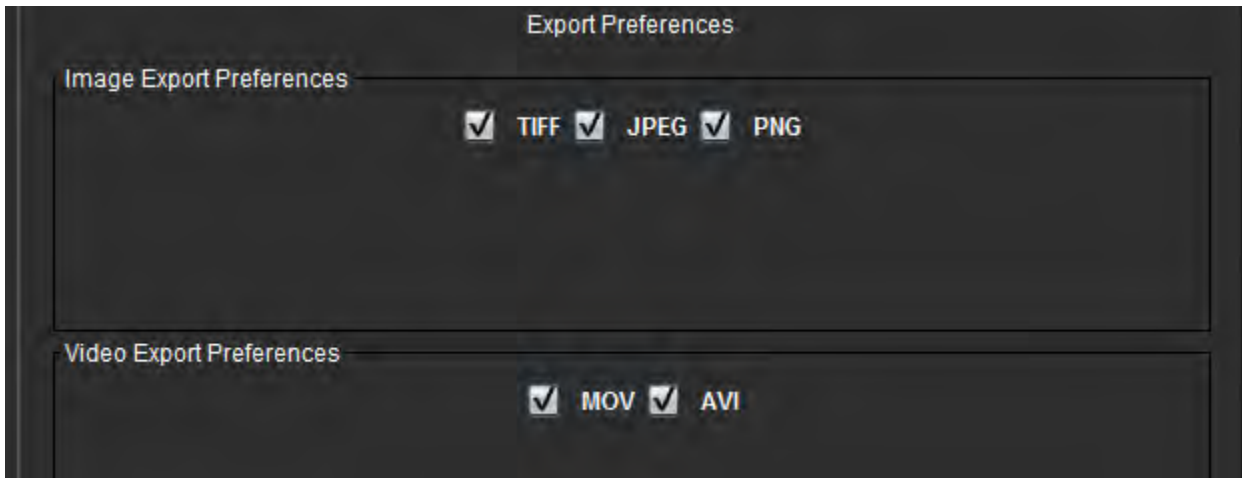 Export Preferences
Image Export Preferences
TIFF JPEG PNG
Video Export Preferences
MOV AVI